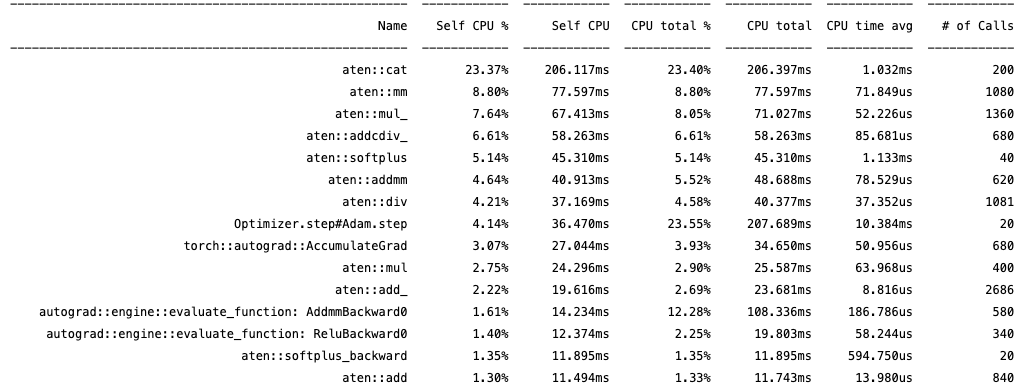 Name Self CPU % Self CPU CPU total % CPU total CPU time avg # of Calls
aten::cat 23.37% 206.117ms 23.40% 206.397ms 1.032ms 200
aten::mm 8.80% 77.597ms 8.80% 77.597ms 71.849us 1080
aten::mul_ 7.64% 67.413ms 8.05% 71.027ms 52.226us 1360
aten::addcdiv_ 6.61% 58.263ms 6.61% 58.263ms 85.681us 680
aten::softplus 5.14% 45.310ms 5.14% 45.310ms 1.133ms 40
aten::addmm 4.64% 40.913ms 5.52% 48.688ms 78.529us 620
aten::div 4.21% 37.169ms 4.58% 40.377ms 37.352us 1081
Optimizer.step#Adam.step 4.14% 36.470ms 23.55% 207.689ms 10.384ms 20
torch::autograd::AccumulateGrad 3.07% 27.044ms 3.93% 34.650ms 50.956us 680
aten::mul 2.75% 24.296ms 2.90% 25.587ms 63.968us 400
aten::add_ 2.22% 19.616ms 2.69% 23.681ms 8.816us 2686
autograd::engine::evaluate_function: AddmmBackward0 1.61% 14.234ms 12.28% 108.336ms 186.786us 580
autograd::engine::evaluate_function: ReluBackward0 1.40% 12.374ms 2.25% 19.803ms 58.244us 340
aten::softplus_backward 1.35% 11.895ms 1.35% 11.895ms 594.750us 20
aten::add 1.30% 11.494ms 1.33% 11.743ms 13.980us 840